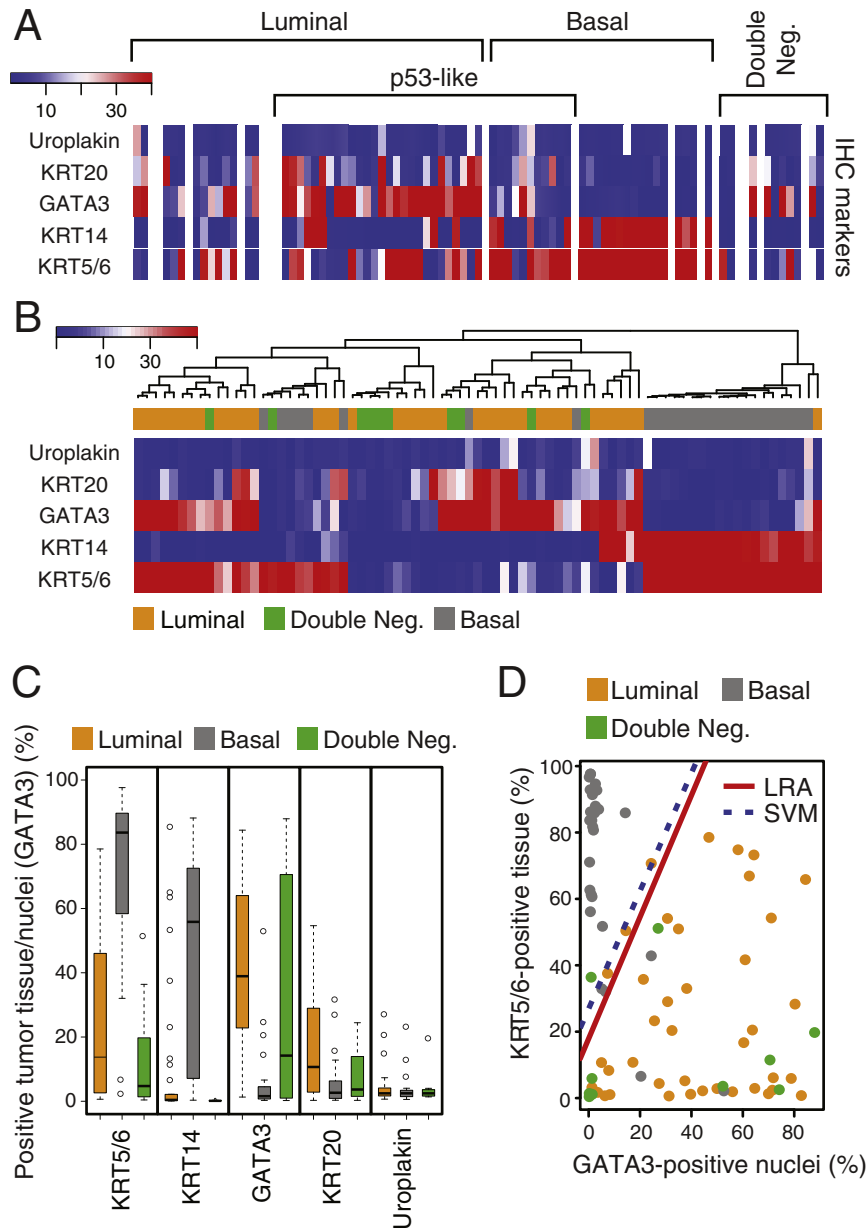 A
Luminal
Basal
Double Neg.
p53-like
10 30
Uroplakin
KRT20
GATA3
KRT14
KRT5/6
IHC markers
B
10 30
Uroplakin
KRT20
GATA3
KRT14
KRT5/6
Luminal Double Neg. Basal
C
Luminal Basal Double Neg.
Positive tumor tissue/nuclei (GATA3) (%)
100
80
60
40
20
0
KRT5/6
KRT14
GATA3
KRT20
Uroplakin
D
Luminal Basal
Double Neg.
KRT5/6-positive tissue (%)
100
80
60
40
20
0
LRA
SVM
0 20 40 60 80
GATA3-positive nuclei (%)